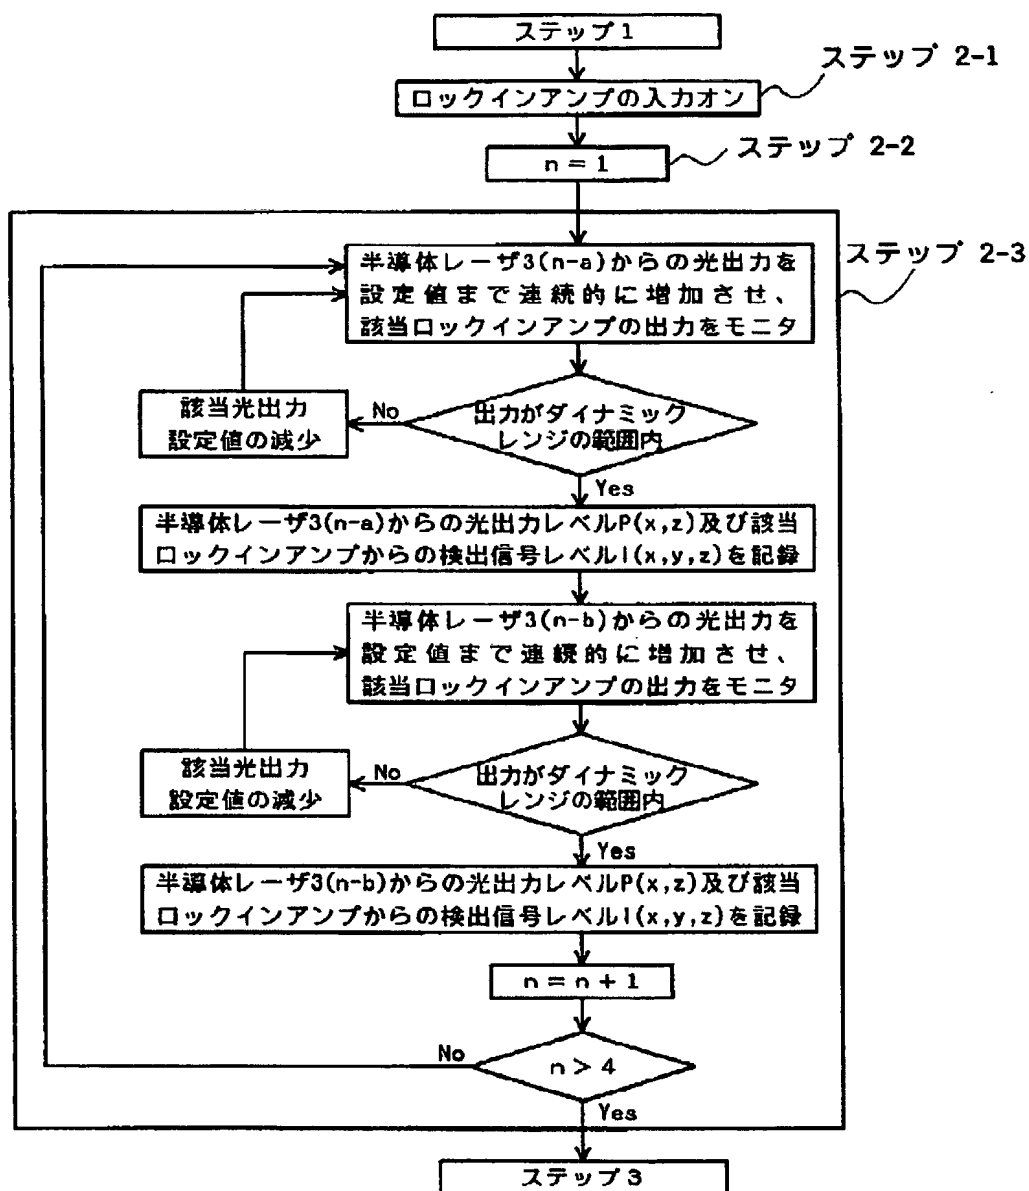 ステップ1
ステップ 2-1
ロックインアンプの入力オン
ステップ 2-2
n = 1
ステップ 2-3
半導体レーザ3(n-a)からの光出力を
設定値まで連続的に増加させ、
該当ロックインアンプの出力をモニタ
該当光出力
設定値の減少
No
出力がダイナミック
レンジの範囲内
Yes
半導体レーザ3(n-a)からの光出力レベルP(x,z)及び該当
ロックインアンプからの検出信号レベルI(x,y,z)を記録
半導体レーザ3(n-b)からの光出力を
設定値まで連続的に増加させ、
該当ロックインアンプの出力をモニタ
該当光出力
設定値の減少
No
出力がダイナミック
レンジの範囲内
Yes
半導体レーザ3(n-b)からの光出力レベルP(x,z)及び該当
ロックインアンプからの検出信号レベルI(x,y,z)を記録
n = n + 1
No
n > 4
Yes
ステップ3